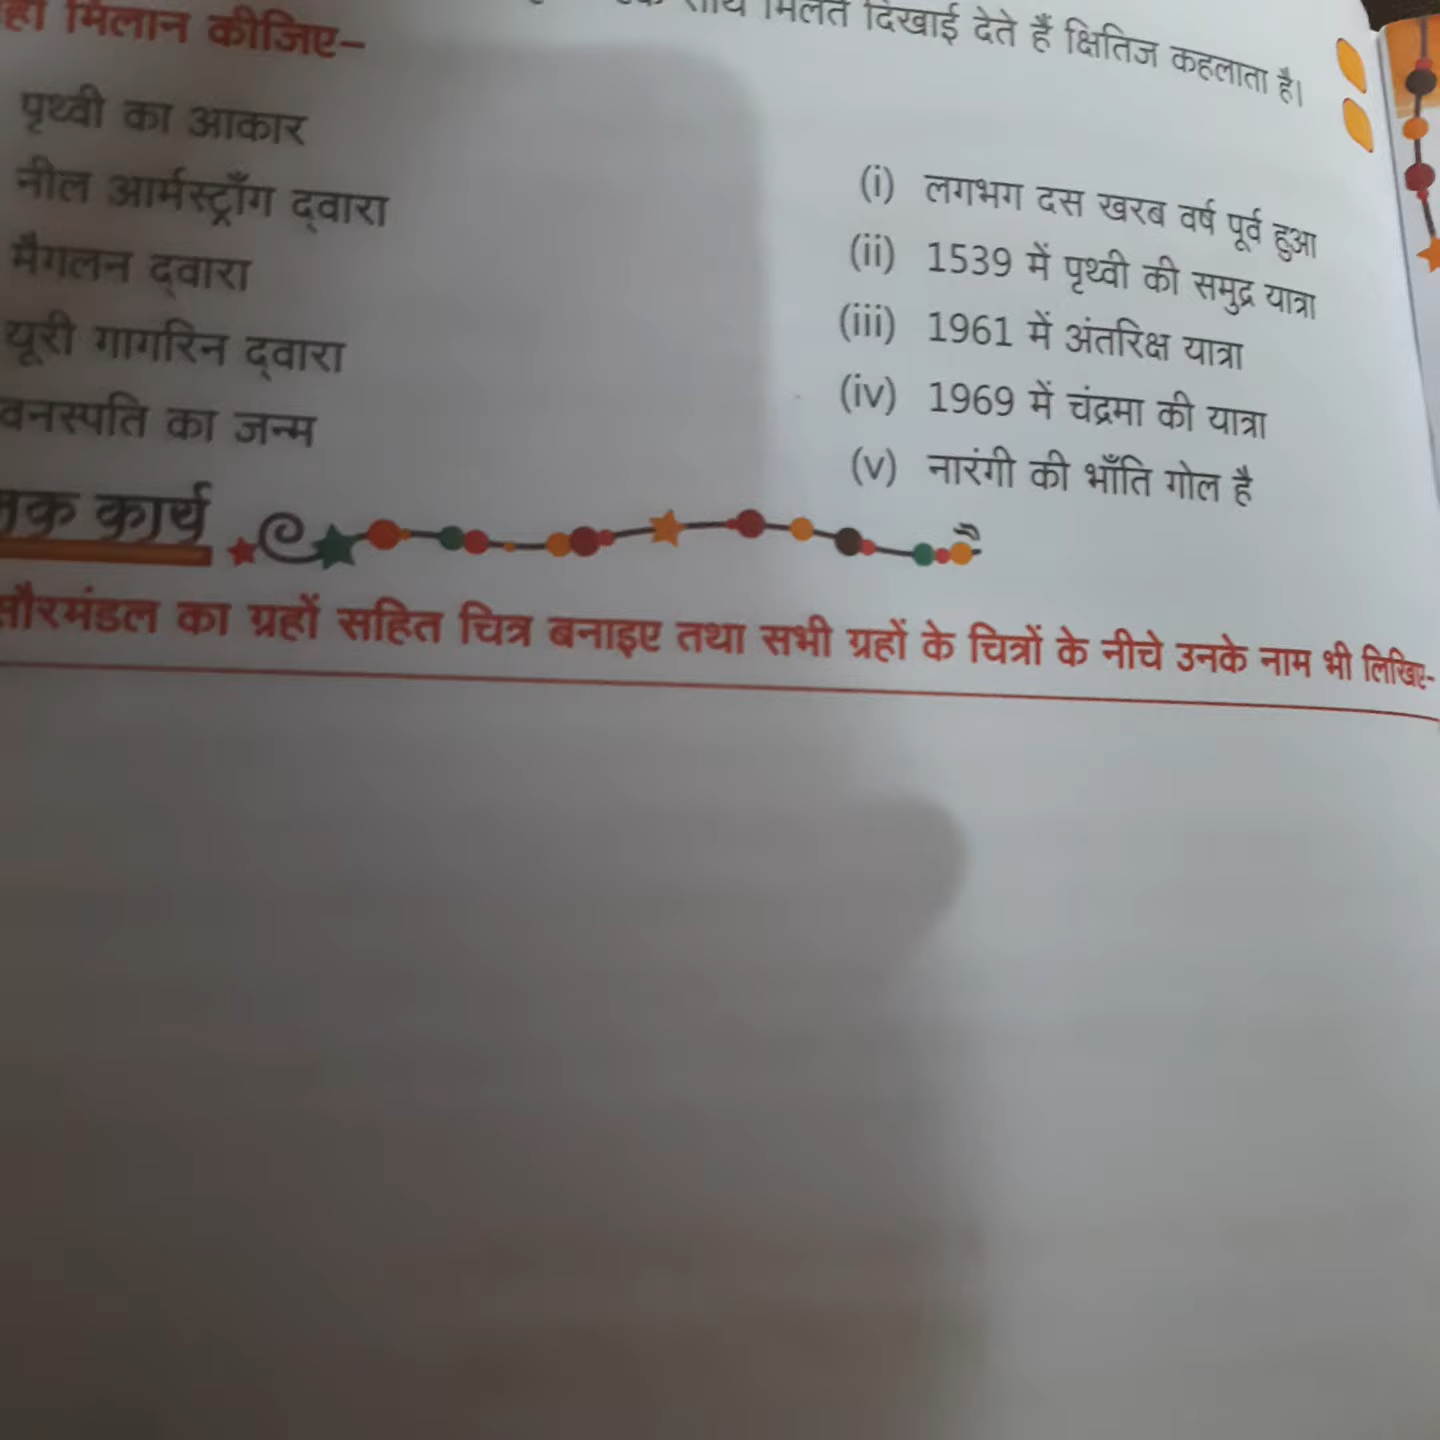 मिलते दिखाई देते हैं क्षितिज कहलाता है।
मिलान कीजिए–
पृथ्वी का आकार
नील आर्मस्ट्राँग द्वारा
मैगलन द्वारा
यूरी गागरिन द्वारा
वनस्पति का जन्म
(i) लगभग दस खरब वर्ष पूर्व हुआ
(ii) 1539 में पृथ्वी की समुद्र यात्रा
(iii) 1961 में अंतरिक्ष यात्रा
(iv) 1969 में चंद्रमा की यात्रा
(v) नारंगी की भाँति गोल है
कार्य
सौरमंडल का ग्रहों सहित चित्र बनाइए तथा सभी ग्रहों के चित्रों के नीचे उनके नाम भी लिखिए-